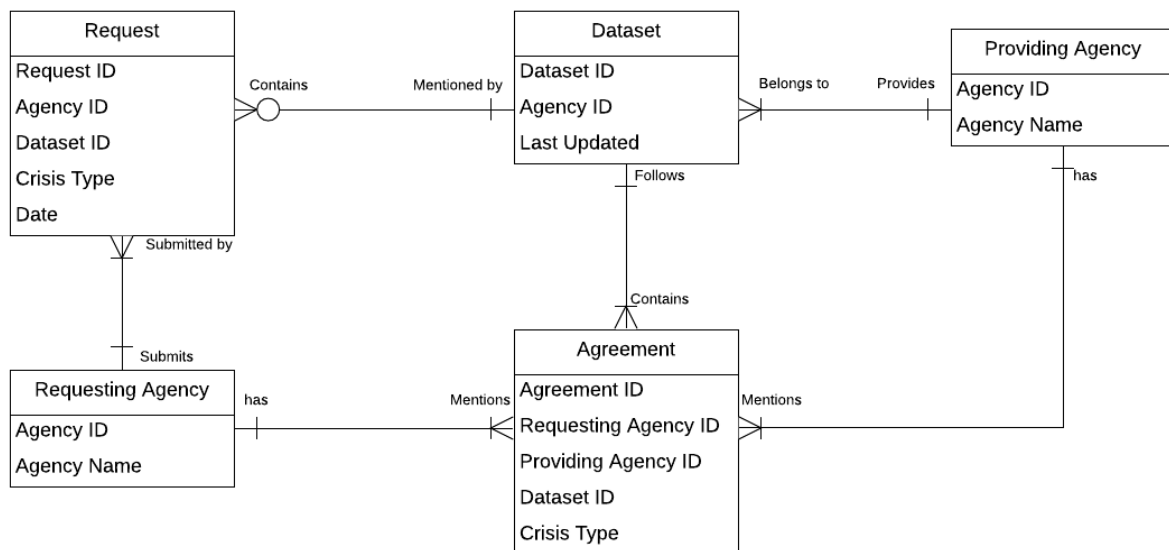 Request
Request ID
Agency ID
Dataset ID
Crisis Type
Date
Contains
Mentioned by
Dataset
Dataset ID
Agency ID
Last Updated
Belongs to
Provides
Providing Agency
Agency ID
Agency Name
Submitted by
Submits
Follows
Contains
has
Requesting Agency
Agency ID
Agency Name
has
Mentions
Agreement
Agreement ID
Requesting Agency ID
Providing Agency ID
Dataset ID
Crisis Type
Mentions